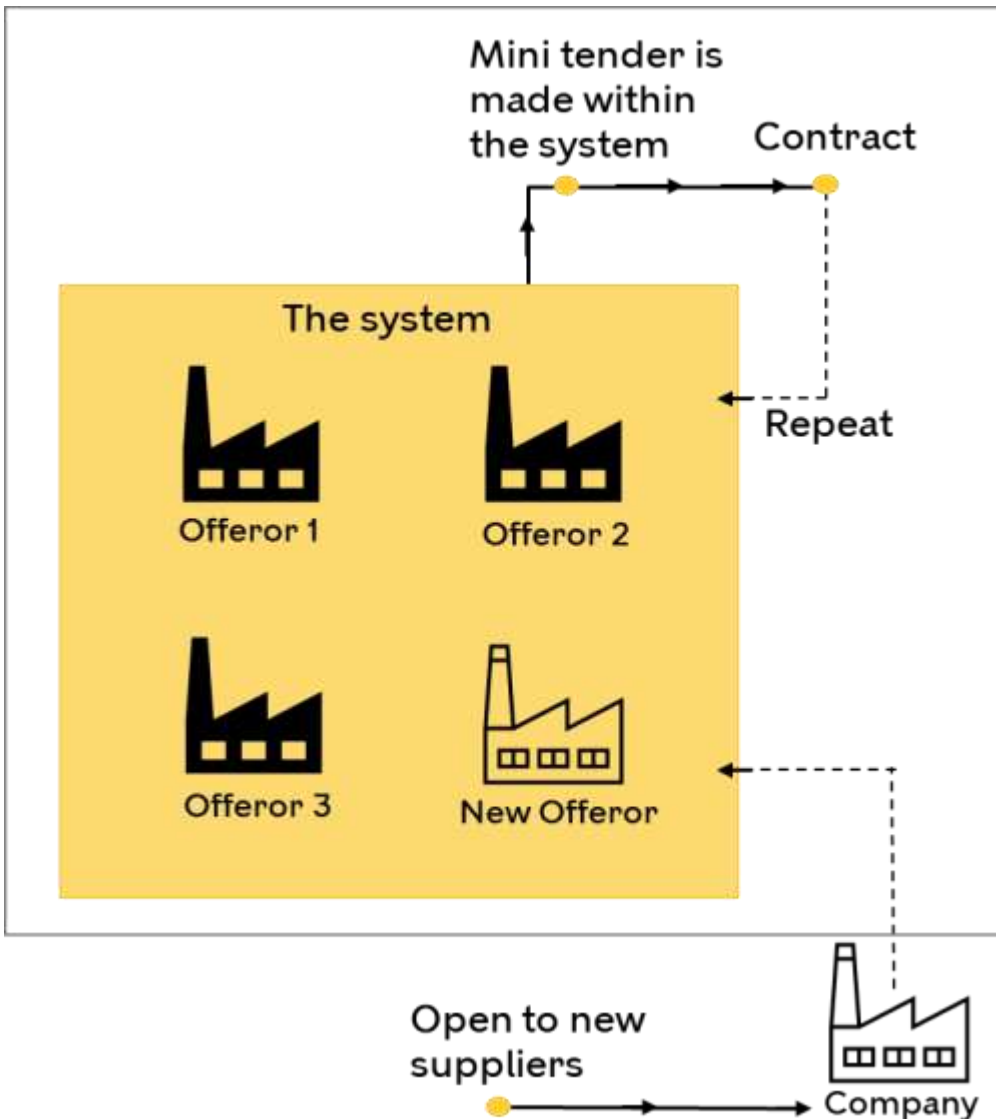 Mini tender is
made within
the system
Contract
The system
Repeat
Offeror 1
Offeror 2
Offeror 3
New Offeror
Open to new
suppliers
Company